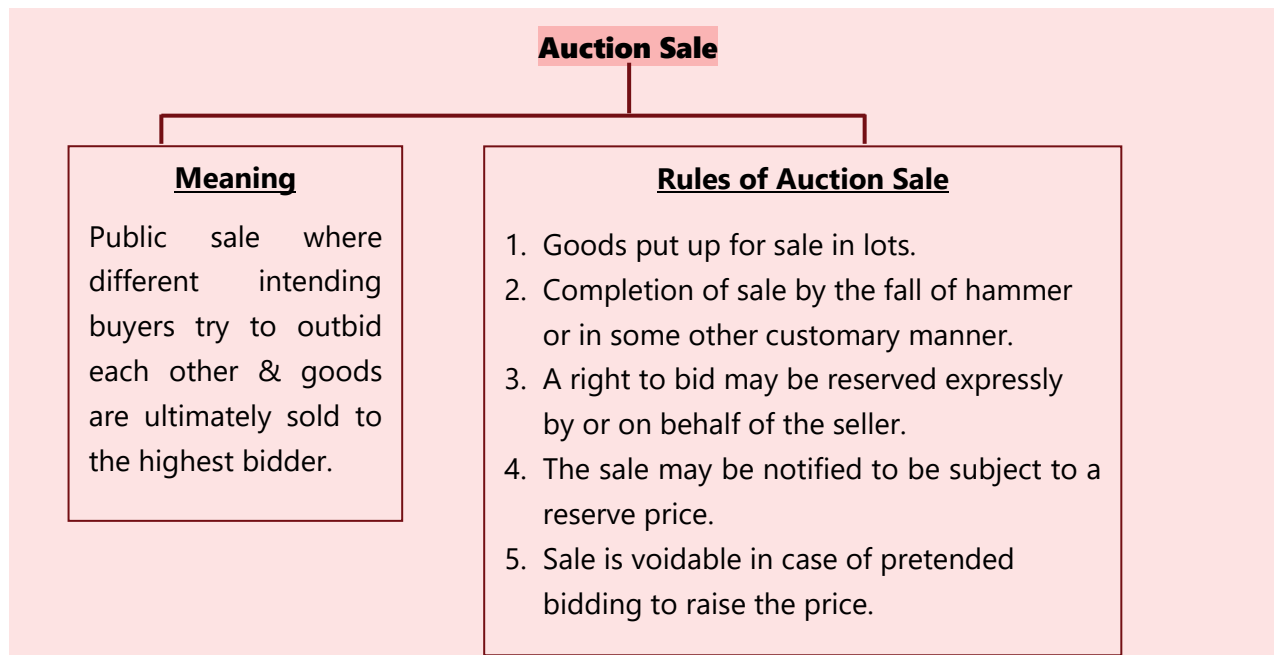 Auction Sale
Meaning
Public sale where
different intending
buyers try to outbid
each other & goods
are ultimately sold to
the highest bidder.
Rules of Auction Sale
1. Goods put up for sale in lots.
2. Completion of sale by the fall of hammer
or in some other customary manner.
3. A right to bid may be reserved expressly
by or on behalf of the seller.
4. The sale may be notified to be subject to a
reserve price.
5. Sale is voidable in case of pretended
bidding to raise the price.